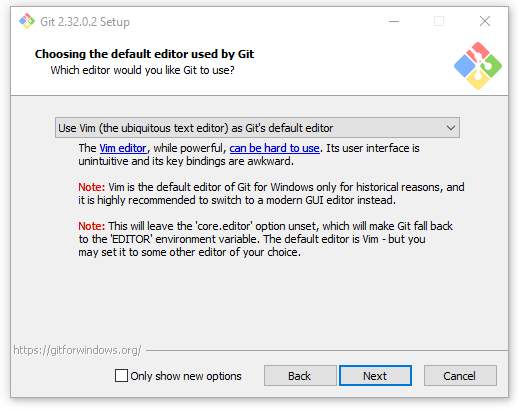 Git 2.32.0.2 Setup
Choosing the default editor used by Git
Which editor would you like Git to use?
Use Vim (the ubiquitous text editor) as Git's default editor
The Vim editor, while powerful, can be hard to use. Its user interface is
unintuitive and its key bindings are awkward.
Note: Vim is the default editor of Git for Windows only for historical reasons, and
it is highly recommended to switch to a modern GUI editor instead.
Note: This will leave the 'core.editor' option unset, which will make Git fall back
to the 'EDITOR' environment variable. The default editor is Vim - but you
may set it to some other editor of your choice.
https://gitforwindows.org/
Only show new options
Back
Next
Cancel